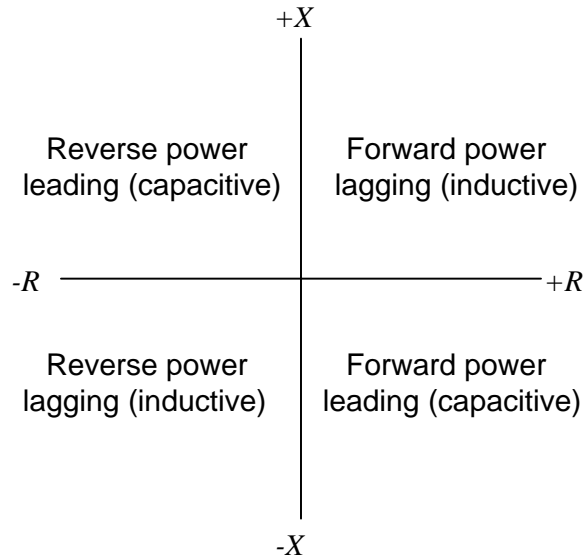 +X
Reverse power
leading (capacitive)
Forward power
lagging (inductive)
-R
+R
Reverse power
lagging (inductive)
Forward power
leading (capacitive)
-X